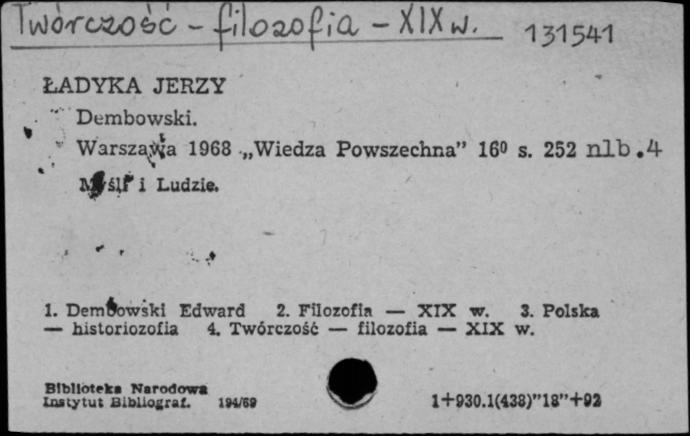 Twórczość - filozofia - XIX w.
131541
ŁADYKA JERZY
Dembowski.
Warszawa 1968 „Wiedza Powszechna” 16⁰ s. 252 nlb.4
Myśli i Ludzie.
1. Dembowski Edward 2. Filozofia — XIX w. 3. Polska
— historiozofia 4. Twórczość — filozofia — XIX w.
Biblioteka Narodowa
Instytut Bibliograf. 194/69
1+930.1(438)”18”+92